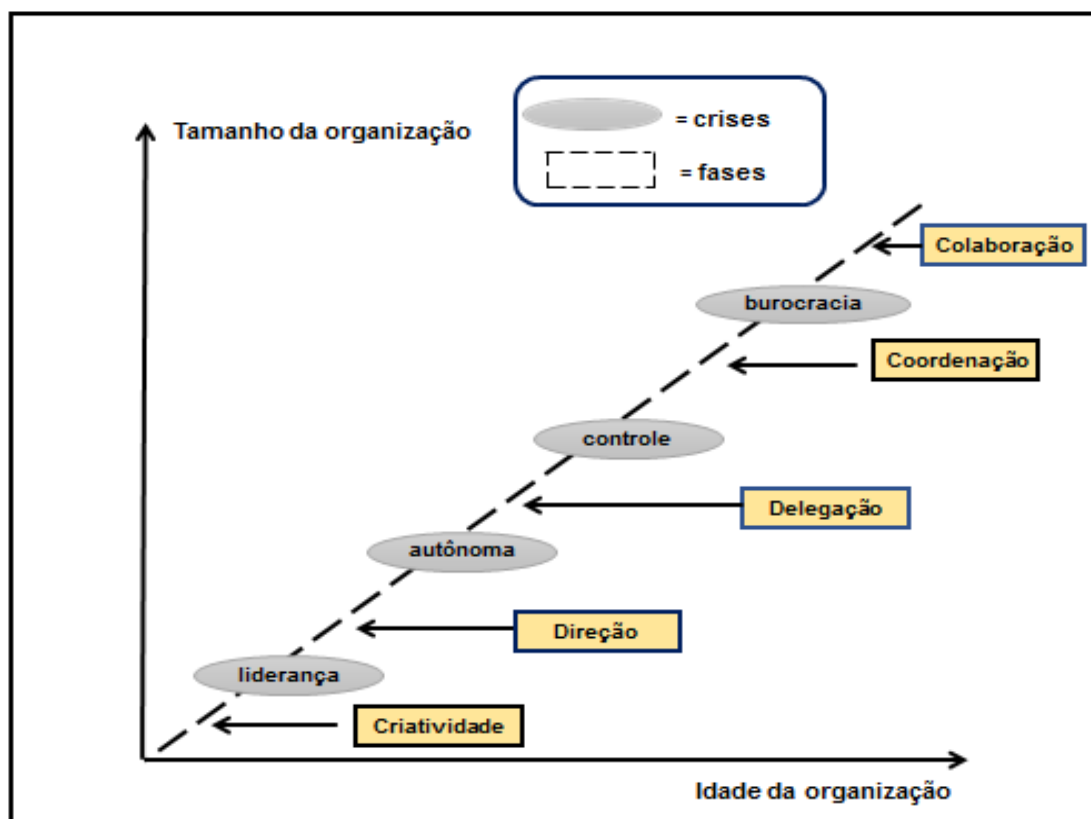 Tamanho da organização
= crises
= fases
Colaboração
burocracia
Coordenação
controle
Delegação
autônoma
Direção
liderança
Criatividade
Idade da organização